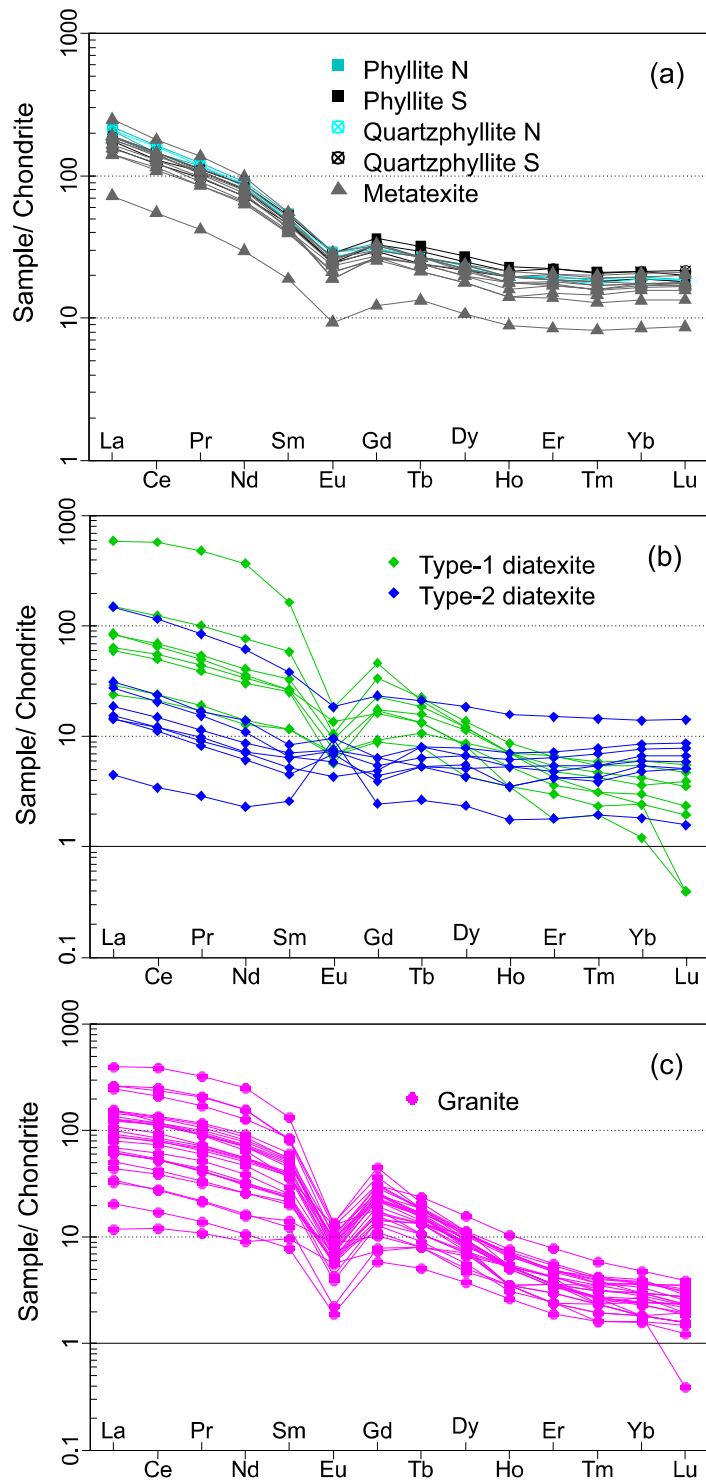 1000
(a)
Phyllite N
Phyllite S
Quartzphyllite N
Quartzphyllite S
Metatexite
100
Sample/ Chondrite
10
La Pr Sm Eu Gd Dy Er Yb
1
Ce Nd Eu Tb Ho Tm Lu
1000
(b)
Type-1 diatexite
Type-2 diatexite
100
Sample/ Chondrite
10
1
La Pr Sm Gd Dy Er Yb
0.1
Ce Nd Eu Tb Ho Tm Lu
1000
(c)
Granite
100
Sample/ Chondrite
10
1
La Pr Sm Gd Dy Er Yb
0.1
Ce Nd Eu Tb Ho Tm Lu